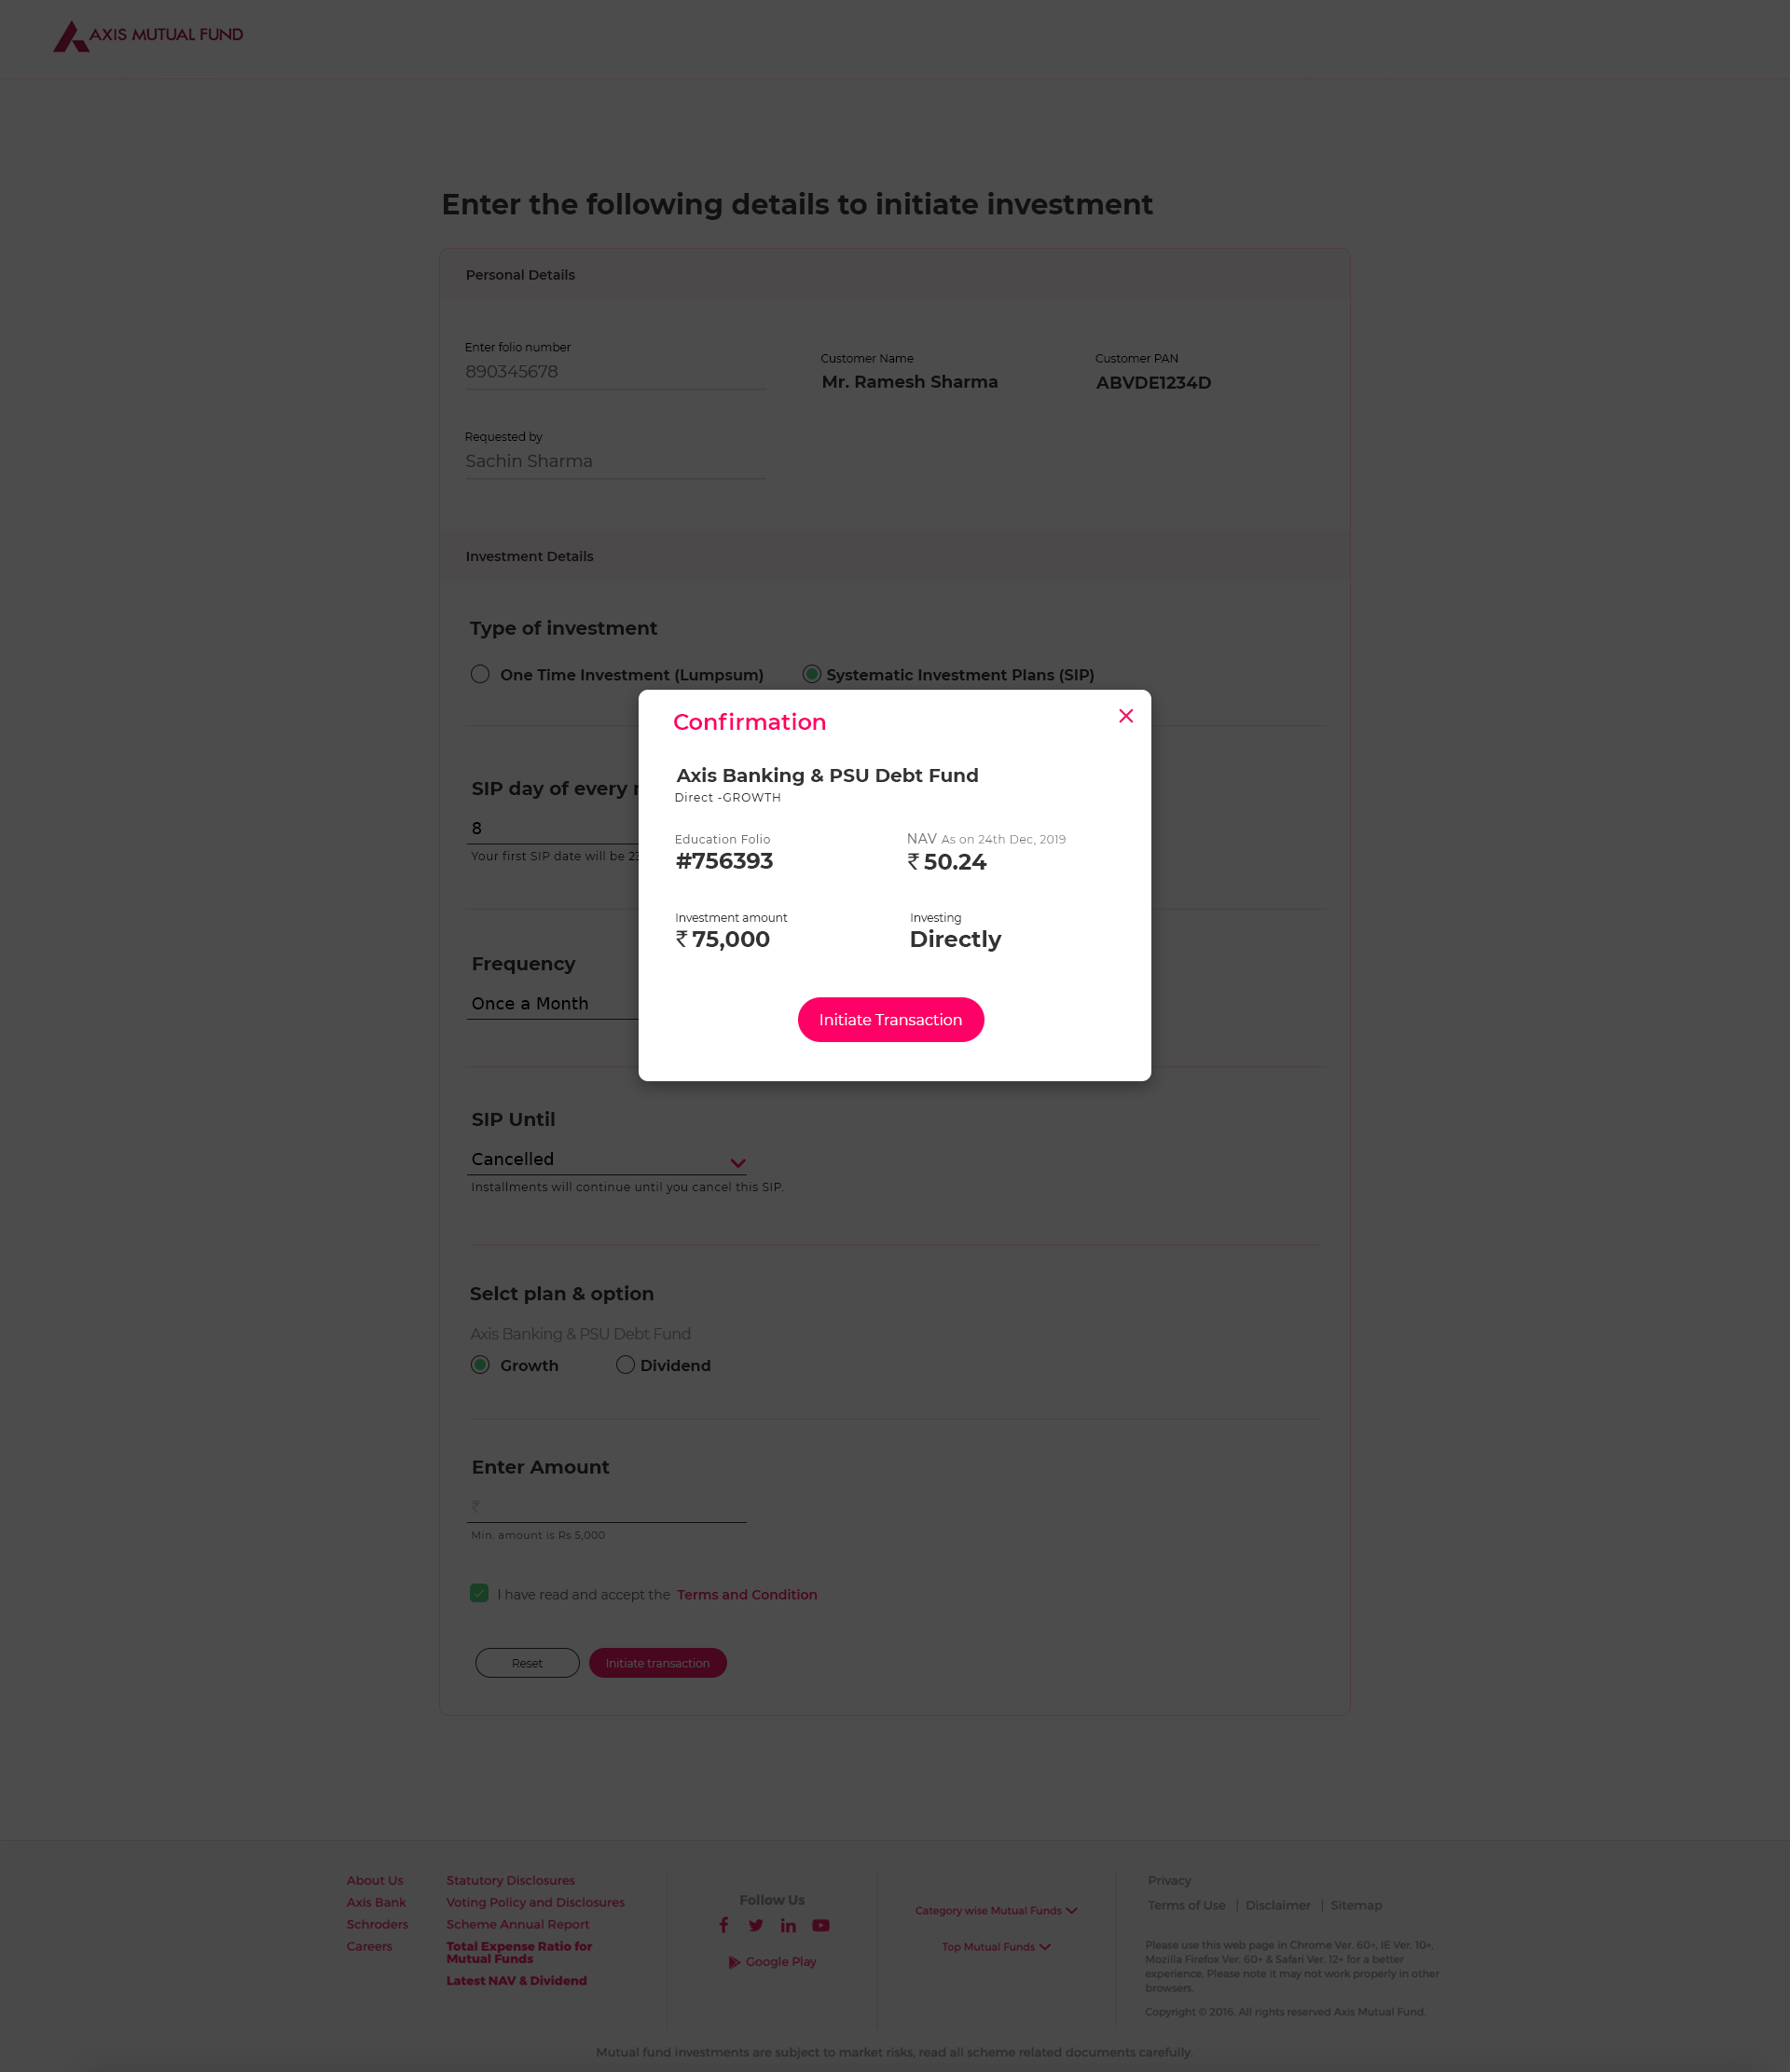 AXIS MUTUAL FUND
Enter the following details to initiate investment
Personal Details
Enter folio number
890345678
Customer Name
Mr. Ramesh Sharma
Customer PAN
ABVDE1234D
Requested by
Sachin Sharma
Investment Details
Type of investment
One Time Investment (Lumpsum)
Systematic Investment Plans (SIP)
SIP day of every
8
Your first SIP date will be
Frequency
Once a Month
Confirmation
Axis Banking & PSU Debt Fund
Direct -GROWTH
Education Folio
#756393
NAV As on 24th Dec, 2019
₹ 50.24
Investment amount
₹ 75,000
Investing
Directly
Initiate Transaction
SIP Until
Cancelled
Installments will continue until you cancel this SIP.
Selct plan & option
Axis Banking & PSU Debt Fund
Growth
Dividend
Enter Amount
₹
Min. amount is Rs 5,000
I have read and accept the Terms and Condition
Reset
Initiate transaction
About Us
Axis Bank
Schroders
Careers
Statutory Disclosures
Voting Policy and Disclosures
Scheme Annual Report
Total Expense Ratio for
Mutual Funds
Latest NAV & Dividend
Follow Us
Google Play
Category wise Mutual Funds
Top Mutual Funds
Privacy
Terms of Use | Disclaimer | Sitemap
Please use this web page in Chrome Ver. 60+, IE Ver. 10+,
Mozilla Firefox Ver. 60+ & Safari Ver. 12+ for a better
experience, Please note it may not work properly in other
browsers.
Copyright © 2016. All rights reserved Axis Mutual Fund.
Mutual fund investments are subject to market risks, read all scheme related documents carefully.